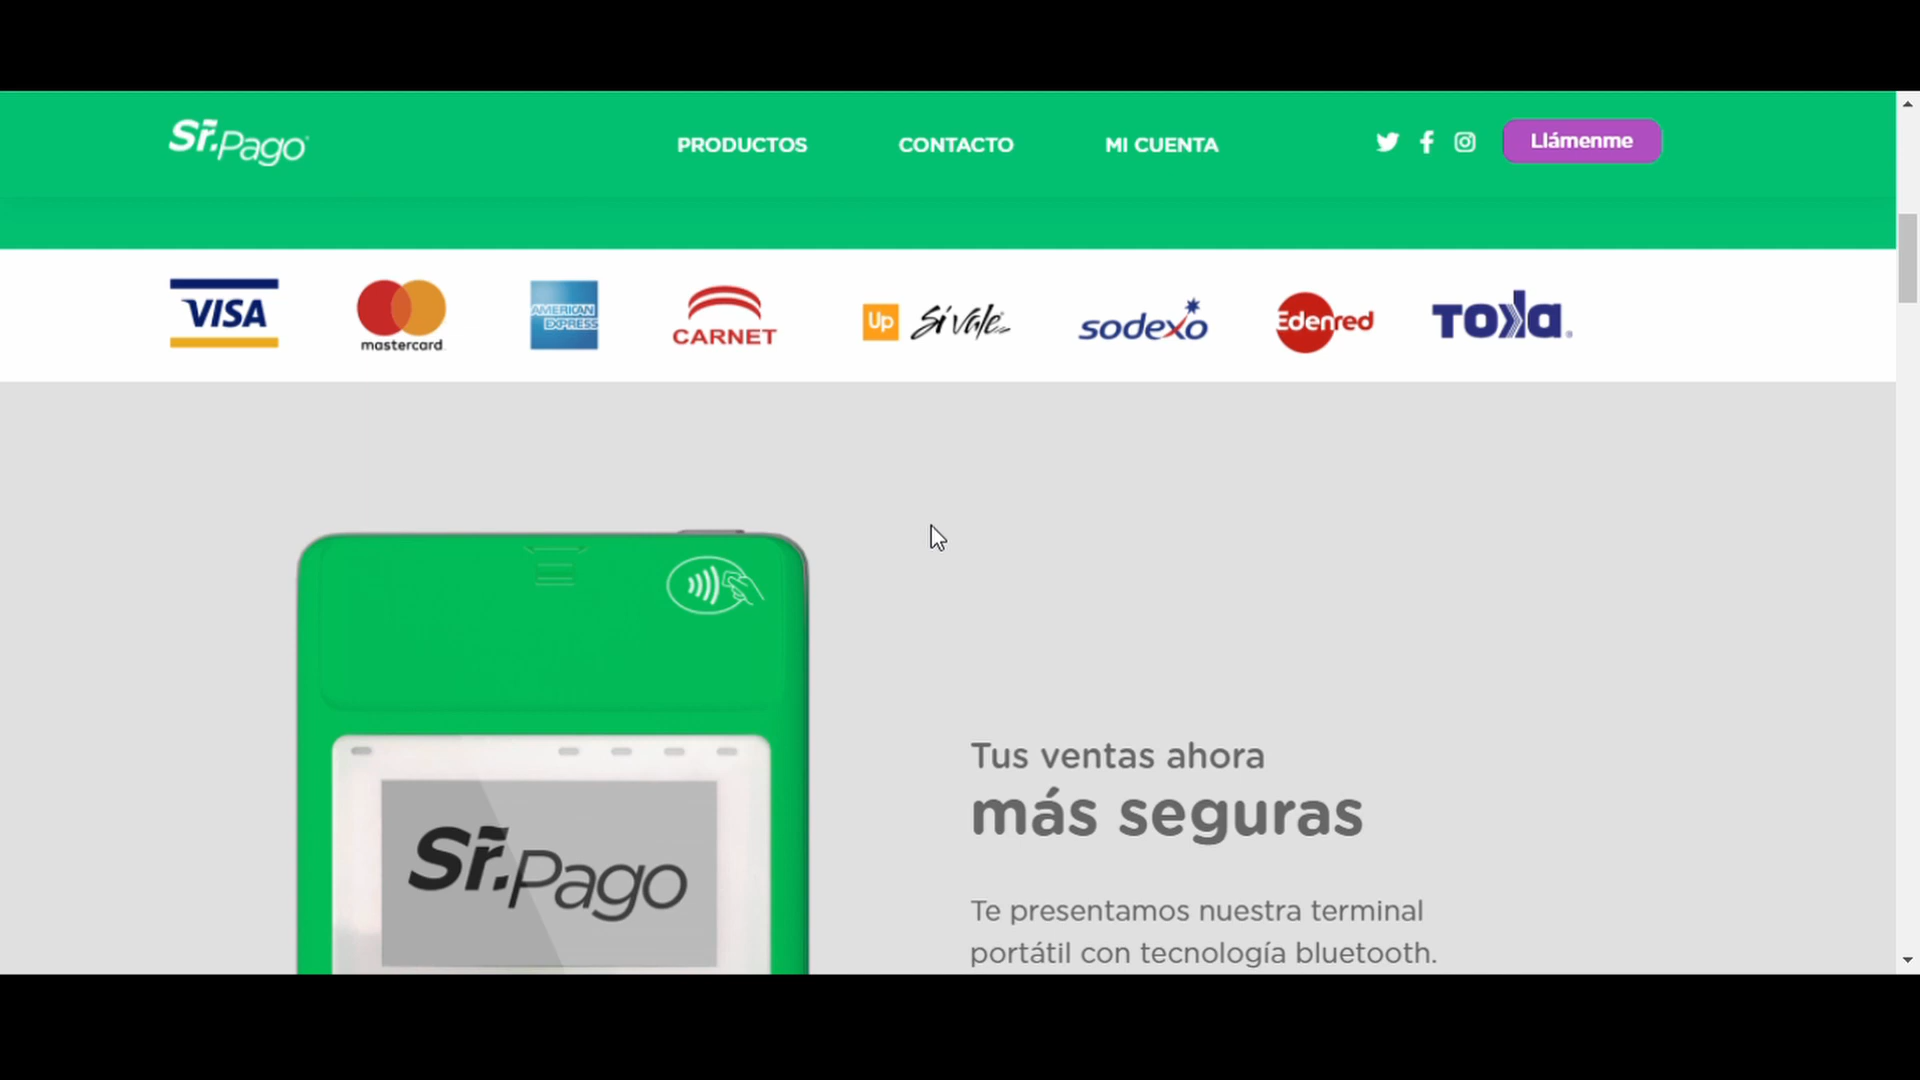 Sr.Pago
PRODUCTOS
CONTACTO
MI CUENTA
Llámenme
VISA
mastercard
AMERICAN
EXPRESS
CARNET
Up Sí Vale
sodexo
Edenred
TOKA
Sr.Pago
Tus ventas ahora
más seguras
Te presentamos nuestra terminal
portátil con tecnología bluetooth.